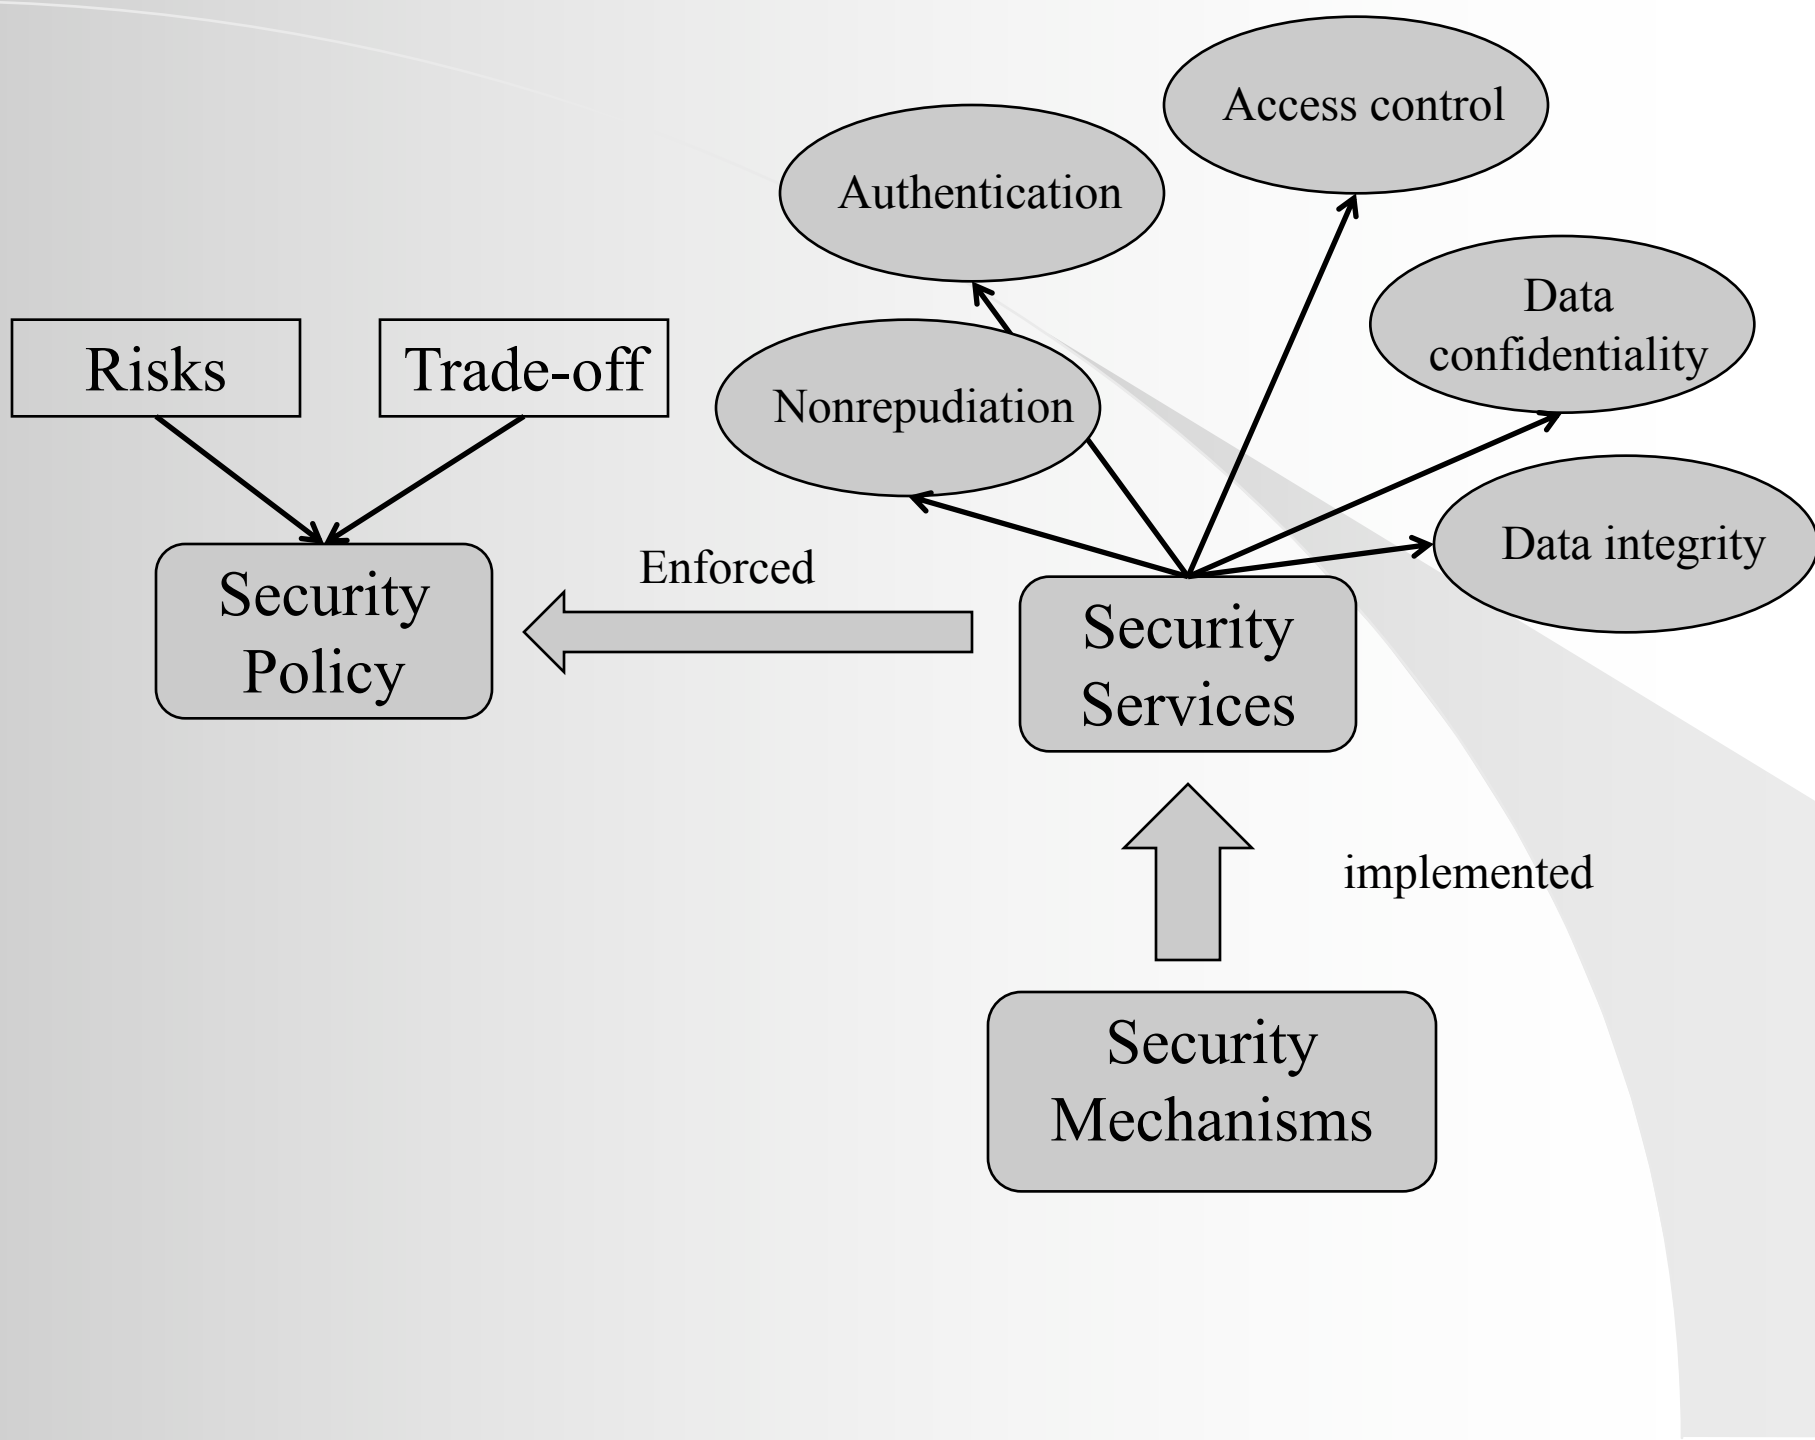 Access control
Authentication
Data
confidentiality
Risks
Trade-off
Nonrepudiation
Data integrity
Enforced
Security
Policy
Security
Services
implemented
Security
Mechanisms